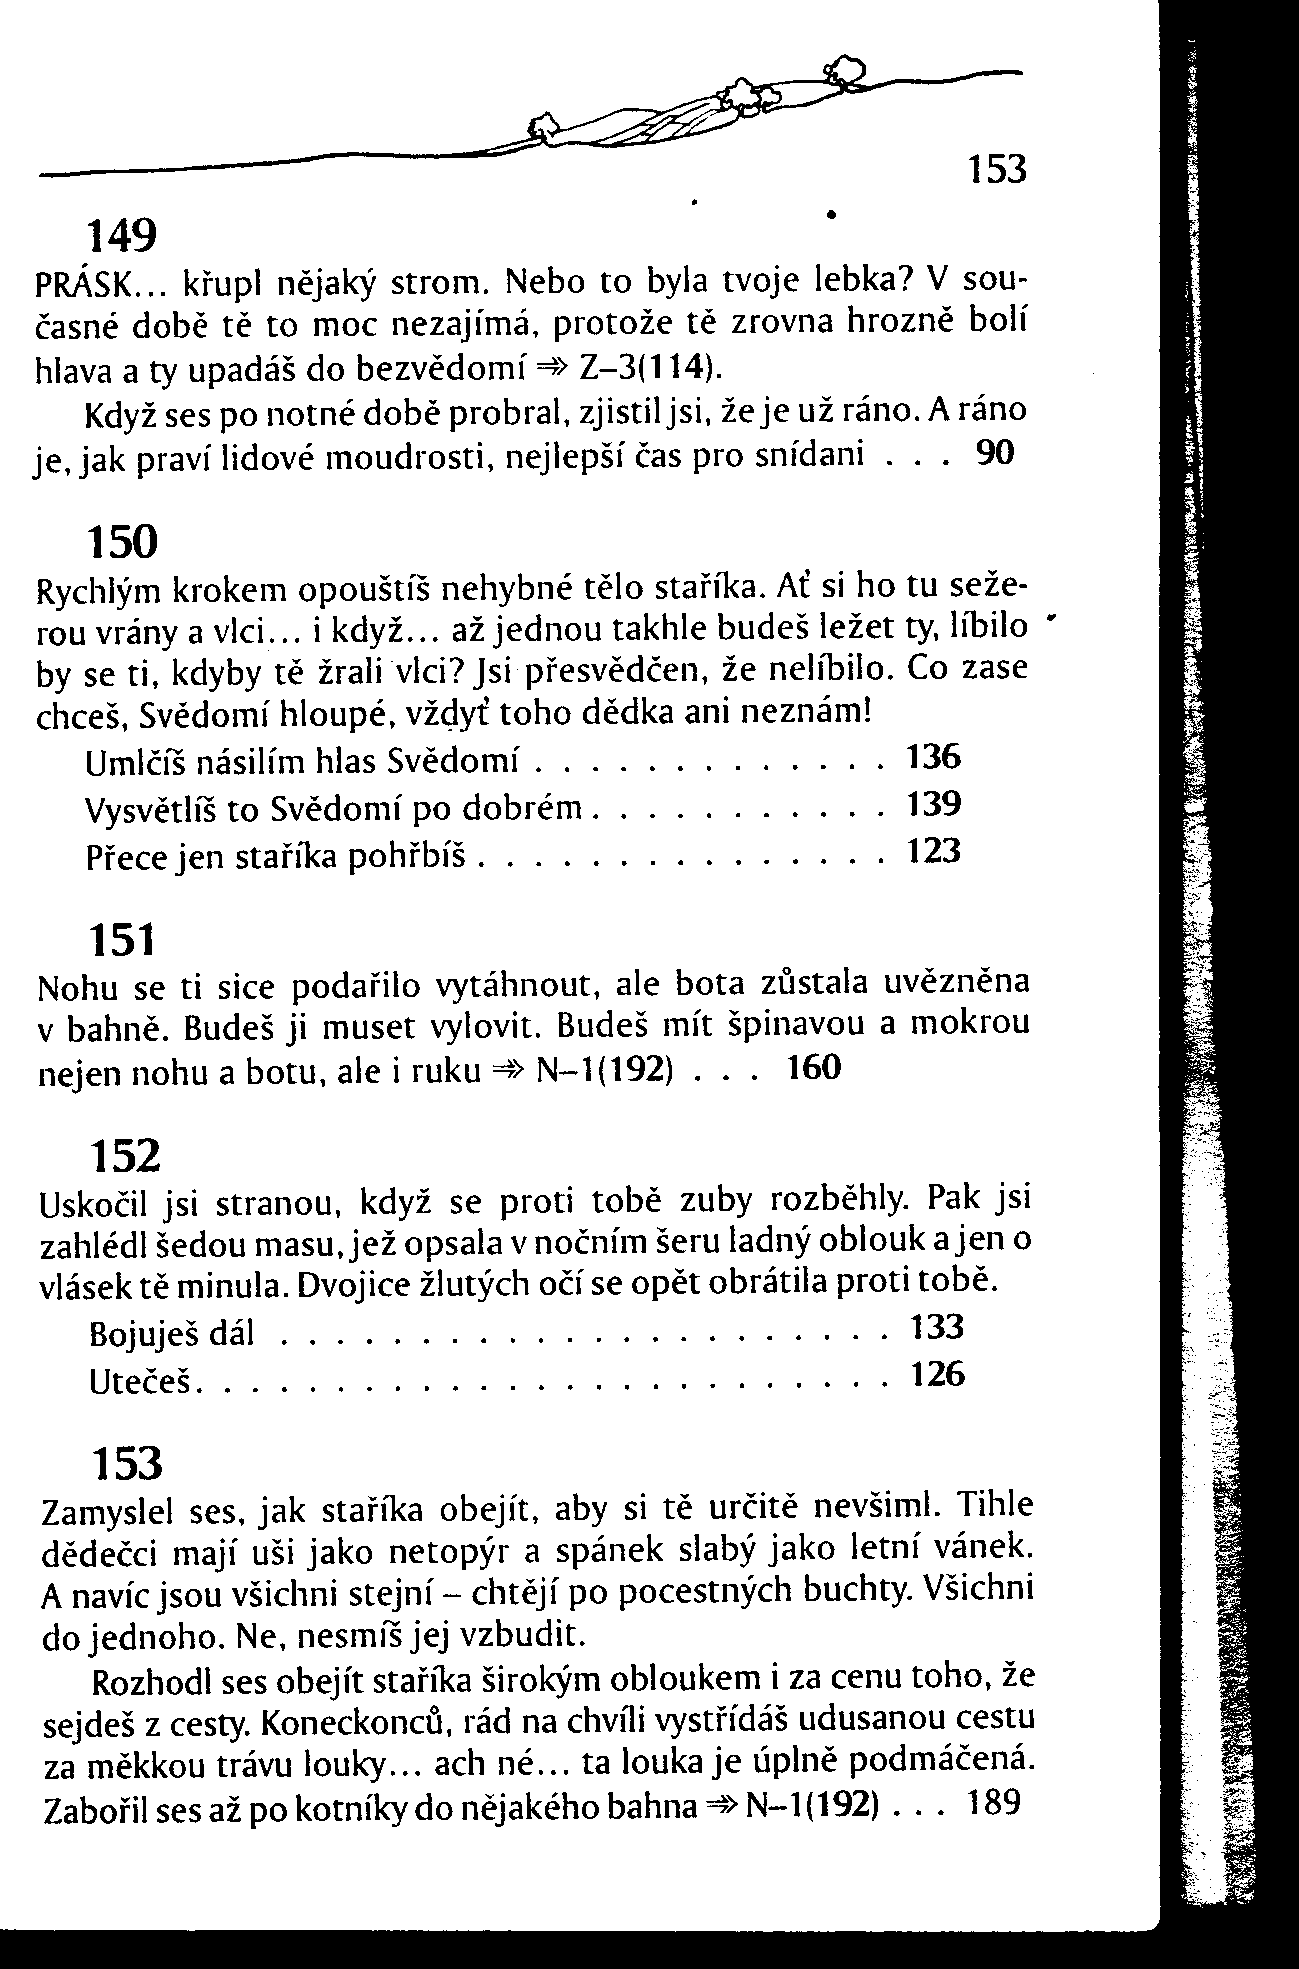 153
149
PRÁSK... křupl nějaký strom. Nebo to byla tvoje lebka? V sou-
časné době tě to moc nezajímá, protože tě zrovna hrozně bolí
hlava a ty upadáš do bezvědomí ⇒» Z–3(114).
Když ses po notné době probral, zjistil jsi, že je už ráno. A ráno
je, jak praví lidové moudrosti, nejlepší čas pro snídani . . . 90
150
Rychlým krokem opouštíš nehybné tělo staříka. Ať si ho tu seže-
rou vrány a vlci... i když... až jednou takhle budeš ležet ty, líbilo
by se ti, kdyby tě žrali vlci? Jsi přesvědčen, že nelíbilo. Co zase
chceš, Svědomí hloupé, vždyť toho dědka ani neznám!
Umlčíš násilím hlas Svědomí . . . . . . . . . . . . . 136
Vysvětlíš to Svědomí po dobrém . . . . . . . . . . . 139
Přece jen staříka pohřbíš . . . . . . . . . . . . . . . 123
151
Nohu se ti sice podařilo vytáhnout, ale bota zůstala uvězněna
v bahně. Budeš ji muset vylovit. Budeš mít špinavou a mokrou
nejen nohu a botu, ale i ruku ⇒» N–1(192) . . . 160
152
Uskočil jsi stranou, když se proti tobě zuby rozběhly. Pak jsi
zahlédl šedou masu, jež opsala v nočním šeru ladný oblouk a jen o
vlásek tě minula. Dvojice žlutých očí se opět obrátila proti tobě.
Bojuješ dál . . . . . . . . . . . . . . . . . . . . . . 133
Utečeš . . . . . . . . . . . . . . . . . . . . . . . . . 126
153
Zamyslel ses, jak staříka obejít, aby si tě určitě nevšiml. Tihle
dědečci mají uši jako netopýr a spánek slabý jako letní vánek.
A navíc jsou všichni stejní – chtějí po pocestných buchty. Všichni
do jednoho. Ne, nesmíš jej vzbudit.
Rozhodl ses obejít staříka širokým obloukem i za cenu toho, že
sejdeš z cesty. Koneckonců, rád na chvíli vystřídáš udusanou cestu
za měkkou trávu louky... ach né... ta louka je úplně podmáčená.
Zabořil ses až po kotníky do nějakého bahna ⇒» N–1(192) . . . 189